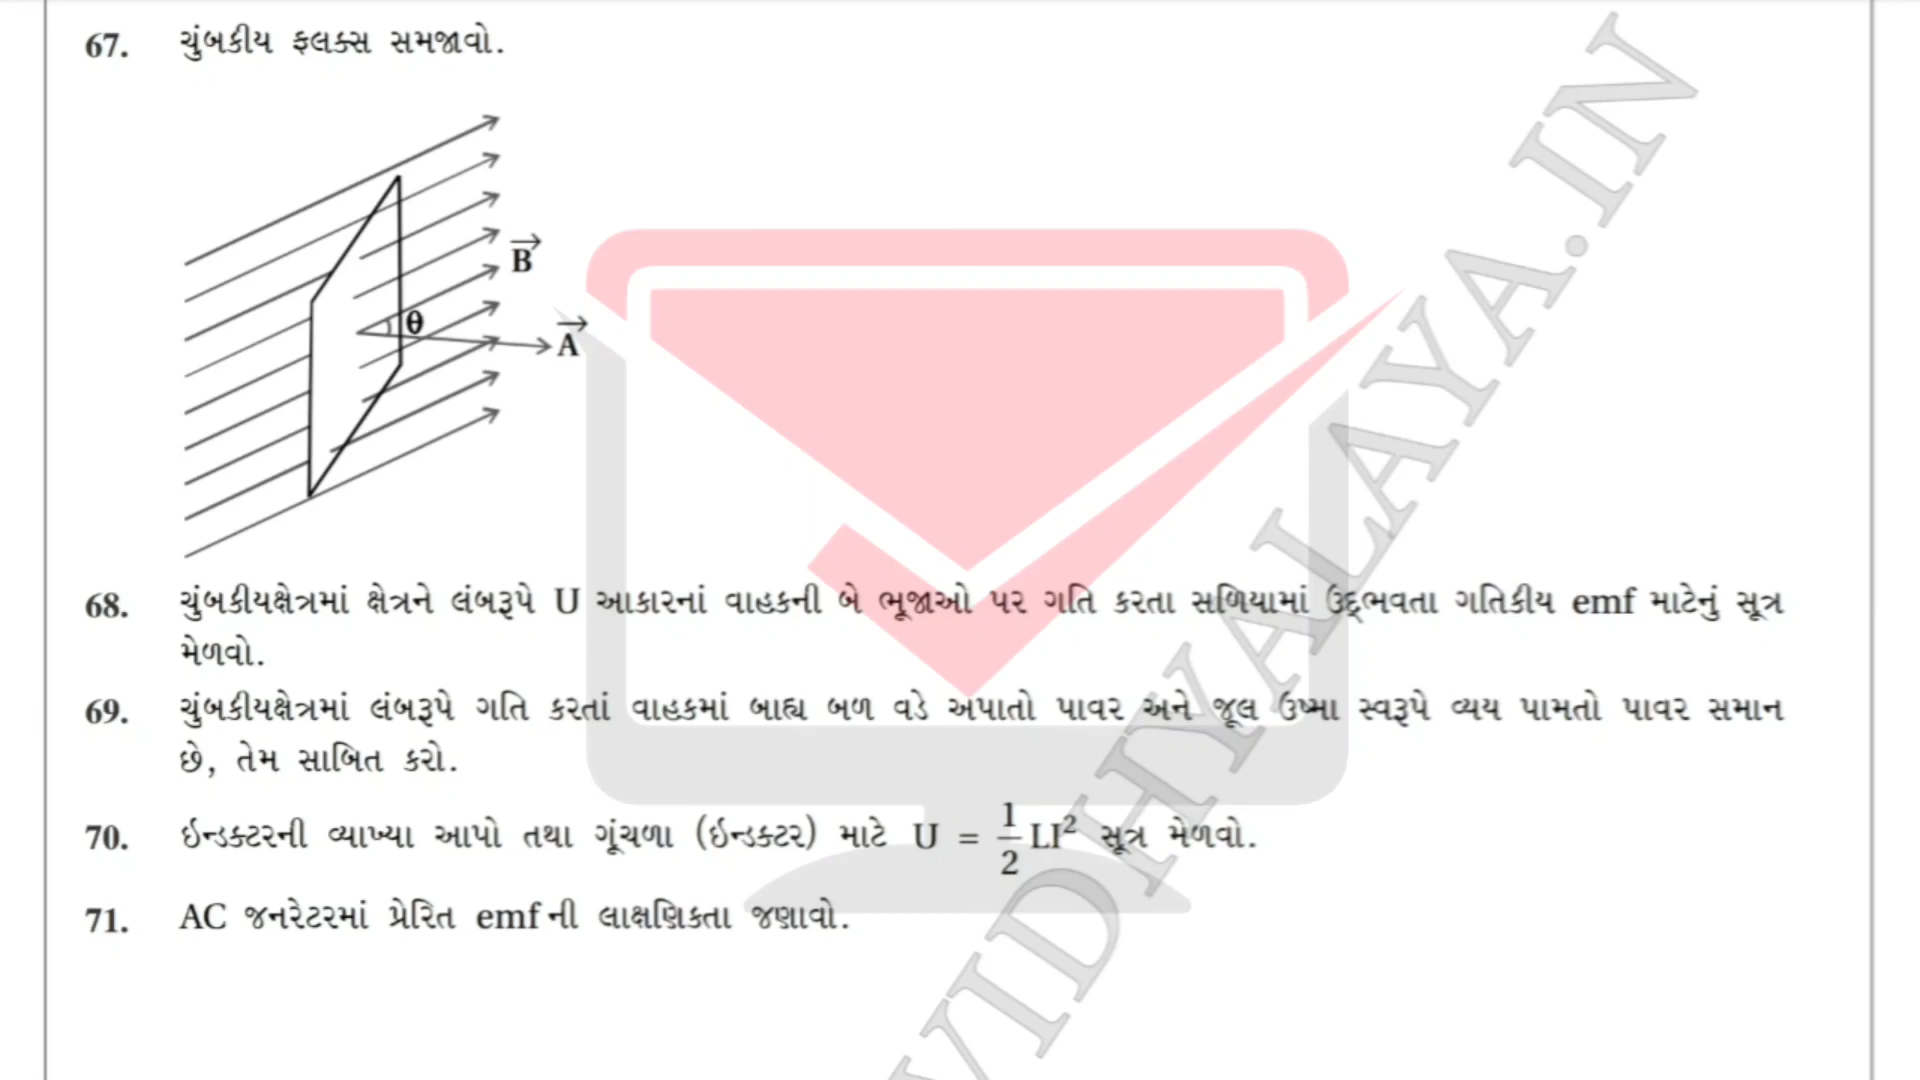 67. ચુંબકીય ફલક્સ સમજાવો.
B
θ
A
68. ચુંબકીયક્ષેત્રમાં ક્ષેત્રને લંબરૂપે U આકારનાં વાહકની બે ભૂજાઓ પર ગતિ કરતા સળિયામાં ઉદ્ભવતા ગતિકીય emf માટેનું સૂત્ર
મેળવો.
69. ચુંબકીયક્ષેત્રમાં લંબરૂપે ગતિ કરતાં વાહકમાં બાહ્ય બળ વડે અપાતો પાવર અને જૂલ ઉષ્મા સ્વરૂપે વ્યય પામતો પાવર સમાન
છે, તેમ સાબિત કરો.
70. ઇન્ડક્ટરની વ્યાખ્યા આપો તથા ગૂંચળા (ઇન્ડક્ટર) માટે U = 1/2 LI² સૂત્ર મેળવો.
71. AC જનરેટરમાં પ્રેરિત emf ની લાક્ષણિકતા જણાવો.
VIDHYALAYA.IN